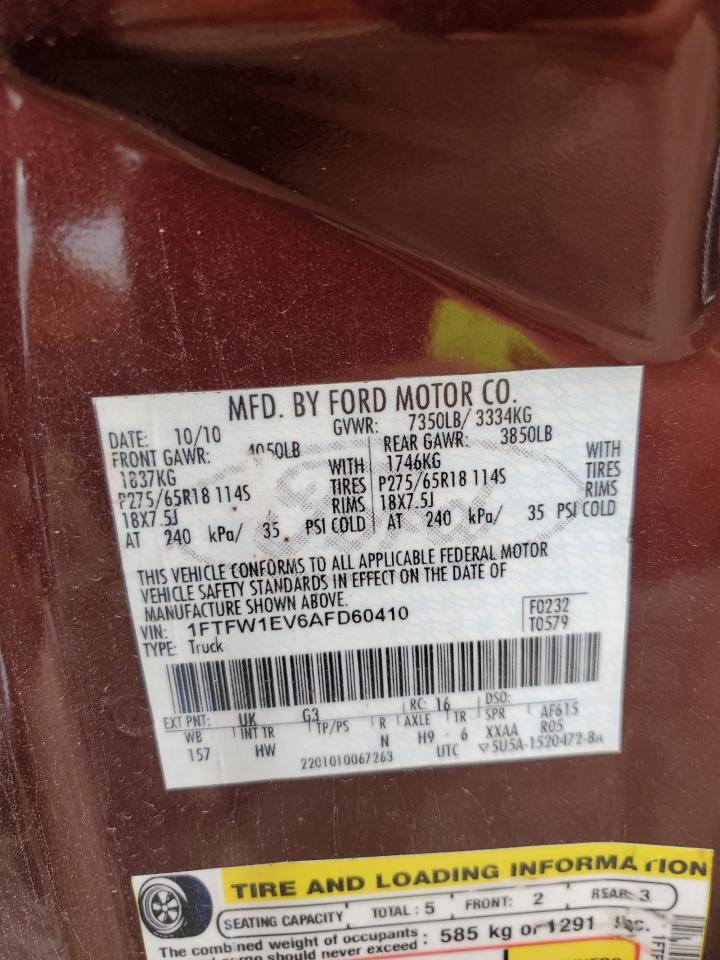 MFD. BY FORD MOTOR CO.
DATE: 10/10 GVWR: 7350LB/ 3334KG
FRONT GAWR: 4050LB REAR GAWR: 3850LB
1837KG WITH 1746KG WITH
P275/65R18 114S TIRES P275/65R18 114S TIRES
18X7.5J RIMS 18X7.5J RIMS
AT 240 kPa/ 35 PSI COLD AT 240 kPa/ 35 PSI COLD
THIS VEHICLE CONFORMS TO ALL APPLICABLE FEDERAL MOTOR
VEHICLE SAFETY STANDARDS IN EFFECT ON THE DATE OF
MANUFACTURE SHOWN ABOVE.
VIN: 1FTFW1EV6AFD60410 F0232
TYPE: Truck T0579
EXT PNT: UK G3 RC: 16 DSO:
WB INT TR TP/PS R AXLE TR SPR AF615
157 HW N H9 6 XXAA R05
2201010067263 UTC ▽5U5A-1520472-BA
TIRE AND LOADING INFORMATION
SEATING CAPACITY TOTAL : 5 FRONT: 2 REAR: 3
The combined weight of occupants : 585 kg or 1291 lbs.
should never exceed